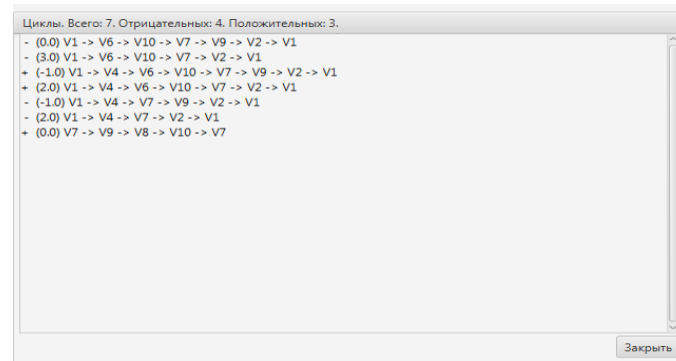 Циклы. Всего: 7. Отрицательных: 4. Положительных: 3.
- (0.0) V1 -> V6 -> V10 -> V7 -> V9 -> V2 -> V1
- (3.0) V1 -> V6 -> V10 -> V7 -> V2 -> V1
+ (-1.0) V1 -> V4 -> V6 -> V10 -> V7 -> V9 -> V2 -> V1
+ (2.0) V1 -> V4 -> V6 -> V10 -> V7 -> V2 -> V1
- (-1.0) V1 -> V4 -> V7 -> V9 -> V2 -> V1
- (2.0) V1 -> V4 -> V7 -> V2 -> V1
+ (0.0) V7 -> V9 -> V8 -> V10 -> V7
Закрыть